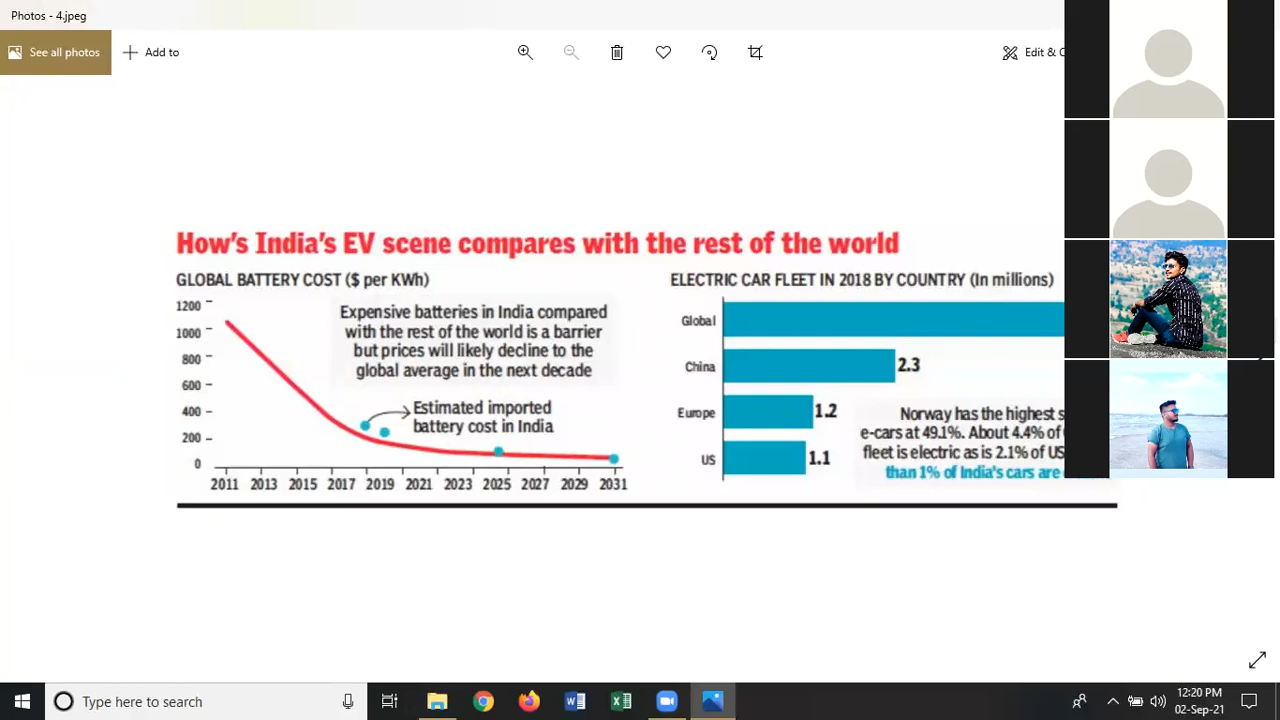 Photos - 4.jpeg
See all photos
Add to
Edit &
How's India's EV scene compares with the rest of the world
GLOBAL BATTERY COST ($ per KWh)
1200
1000
800
600
400
200
0
2011 2013 2015 2017 2019 2021 2023 2025 2027 2029 2031
Expensive batteries in India compared
with the rest of the world is a barrier
but prices will likely decline to the
global average in the next decade
Estimated imported
battery cost in India
ELECTRIC CAR FLEET IN 2018 BY COUNTRY (In millions)
Global
China 2.3
Europe 1.2
US 1.1
Norway has the highest
e-cars at 49.1%. About 4.4% of
fleet is electric as is 2.1% of US
than 1% of India's cars are
Type here to search
12:20 PM
02-Sep-21